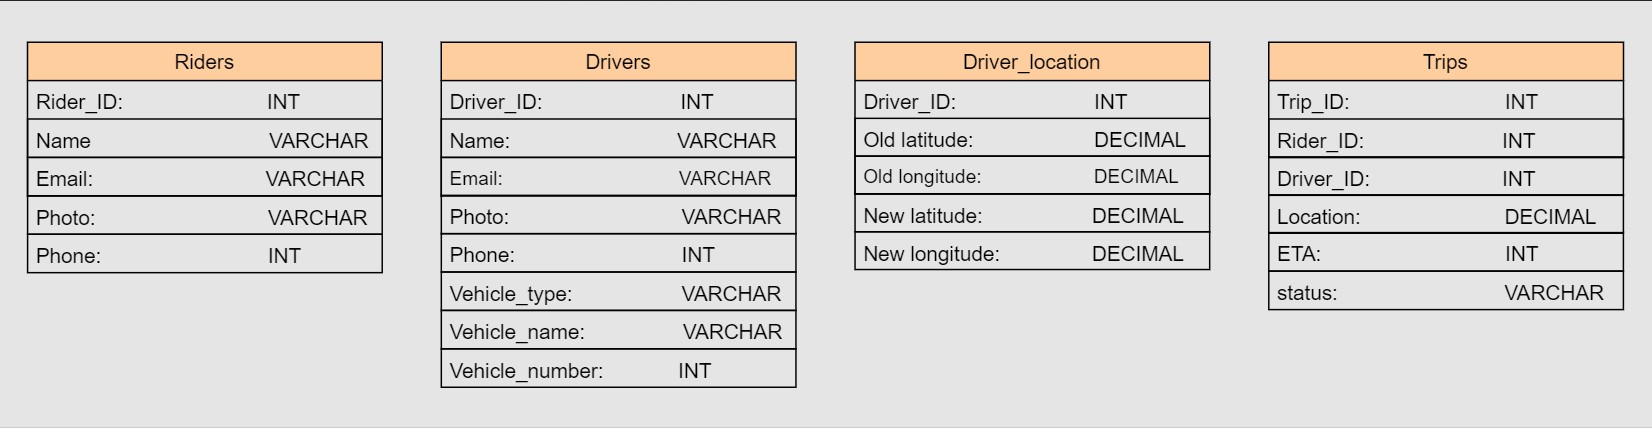 Riders
Rider_ID: INT
Name VARCHAR
Email: VARCHAR
Photo: VARCHAR
Phone: INT
Drivers
Driver_ID: INT
Name: VARCHAR
Email: VARCHAR
Photo: VARCHAR
Phone: INT
Vehicle_type: VARCHAR
Vehicle_name: VARCHAR
Vehicle_number: INT
Driver_location
Driver_ID: INT
Old latitude: DECIMAL
Old longitude: DECIMAL
New latitude: DECIMAL
New longitude: DECIMAL
Trips
Trip_ID: INT
Rider_ID: INT
Driver_ID: INT
Location: DECIMAL
ETA: INT
status: VARCHAR